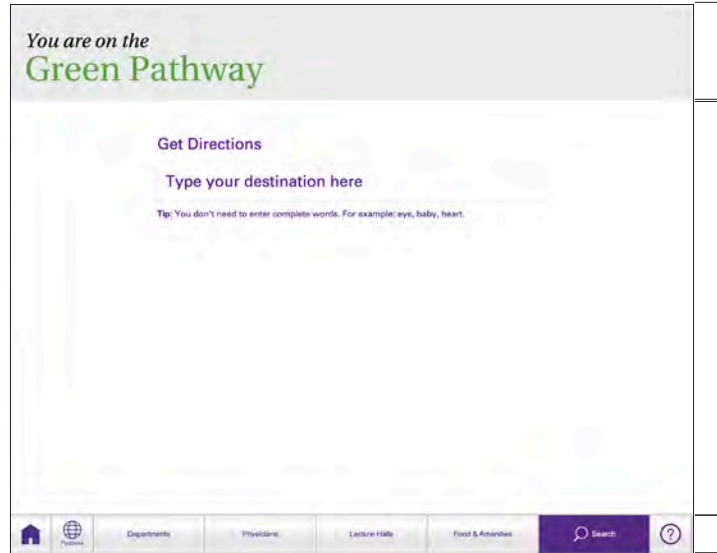 You are on the
Green Pathway
Get Directions
Type your destination here
Tip: You don't need to enter complete words. For example: eye, baby, heart.
Departments
Physicians
Lecture Halls
Food & Amenities
Search
?